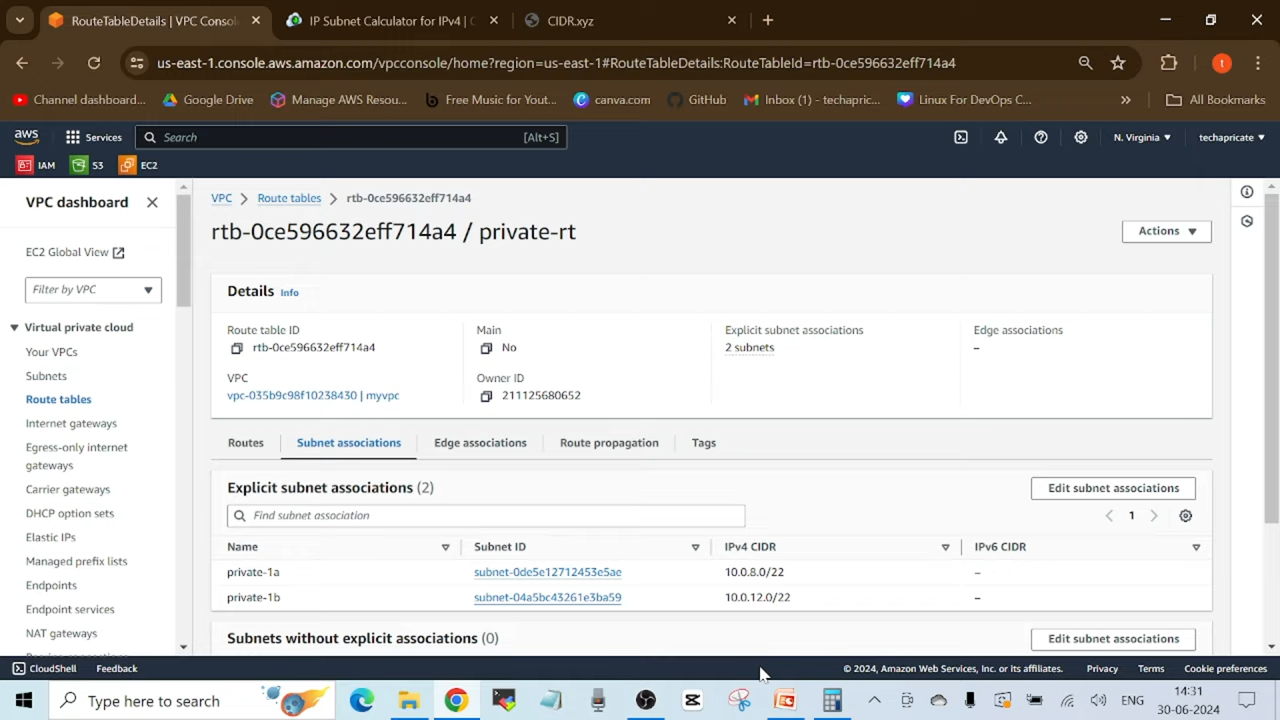 RouteTableDetails | VPC Consol
IP Subnet Calculator for IPv4 | C
CIDR.xyz
us-east-1.console.aws.amazon.com/vpcconsole/home?region=us-east-1#RouteTableDetails:RouteTableId=rtb-0ce596632eff714a4
t
Channel dashboard...
Google Drive
Manage AWS Resou...
Free Music for Yout...
canva.com
GitHub
Inbox (1) - techapric...
Linux For DevOps C...
All Bookmarks
aws
Services
Search
[Alt+S]
N. Virginia
techapricate
IAM
S3
EC2
VPC dashboard
EC2 Global View
Filter by VPC
Virtual private cloud
Your VPCs
Subnets
Route tables
Internet gateways
Egress-only internet
gateways
Carrier gateways
DHCP option sets
Elastic IPs
Managed prefix lists
Endpoints
Endpoint services
NAT gateways
VPC
Route tables
rtb-0ce596632eff714a4
rtb-0ce596632eff714a4 / private-rt
Actions
Details Info
Route table ID
rtb-0ce596632eff714a4
Main
No
Explicit subnet associations
2 subnets
Edge associations
–
VPC
vpc-035b9c98f10238430 | myvpc
Owner ID
211125680652
Routes
Subnet associations
Edge associations
Route propagation
Tags
Explicit subnet associations (2)
Edit subnet associations
Find subnet association
1
Name
Subnet ID
IPv4 CIDR
IPv6 CIDR
private-1a
subnet-0de5e12712453e5ae
10.0.8.0/22
–
private-1b
subnet-04a5bc43261e3ba59
10.0.12.0/22
–
Subnets without explicit associations (0)
Edit subnet associations
CloudShell
Feedback
© 2024, Amazon Web Services, Inc. or its affiliates.
Privacy
Terms
Cookie preferences
Type here to search
ENG
14:31
30-06-2024